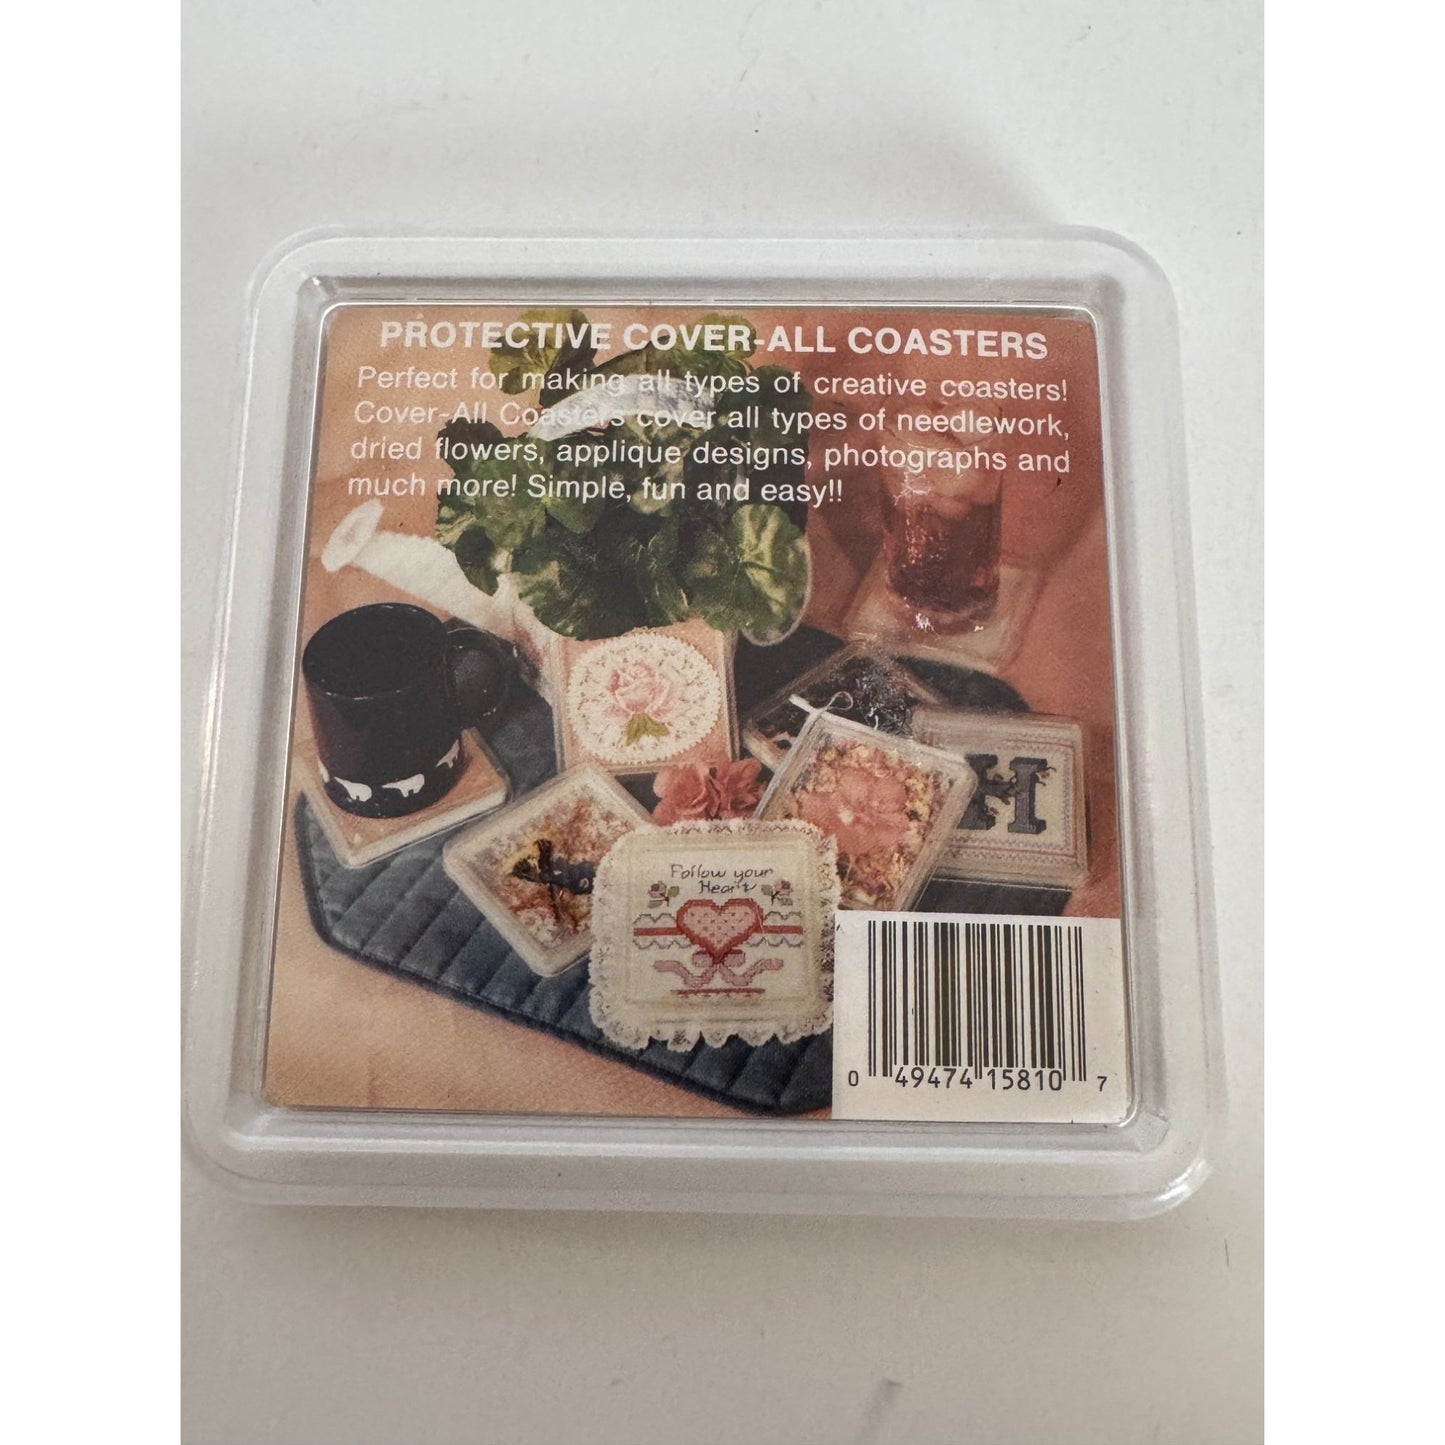 PROTECTIVE COVER-ALL COASTERS
Perfect for making all types of creative coasters!
Cover-All Coasters cover all types of needlework,
dried flowers, applique designs, photographs and
much more! Simple, fun and easy!!
H
Follow your
Heart
0 49474 15810 7